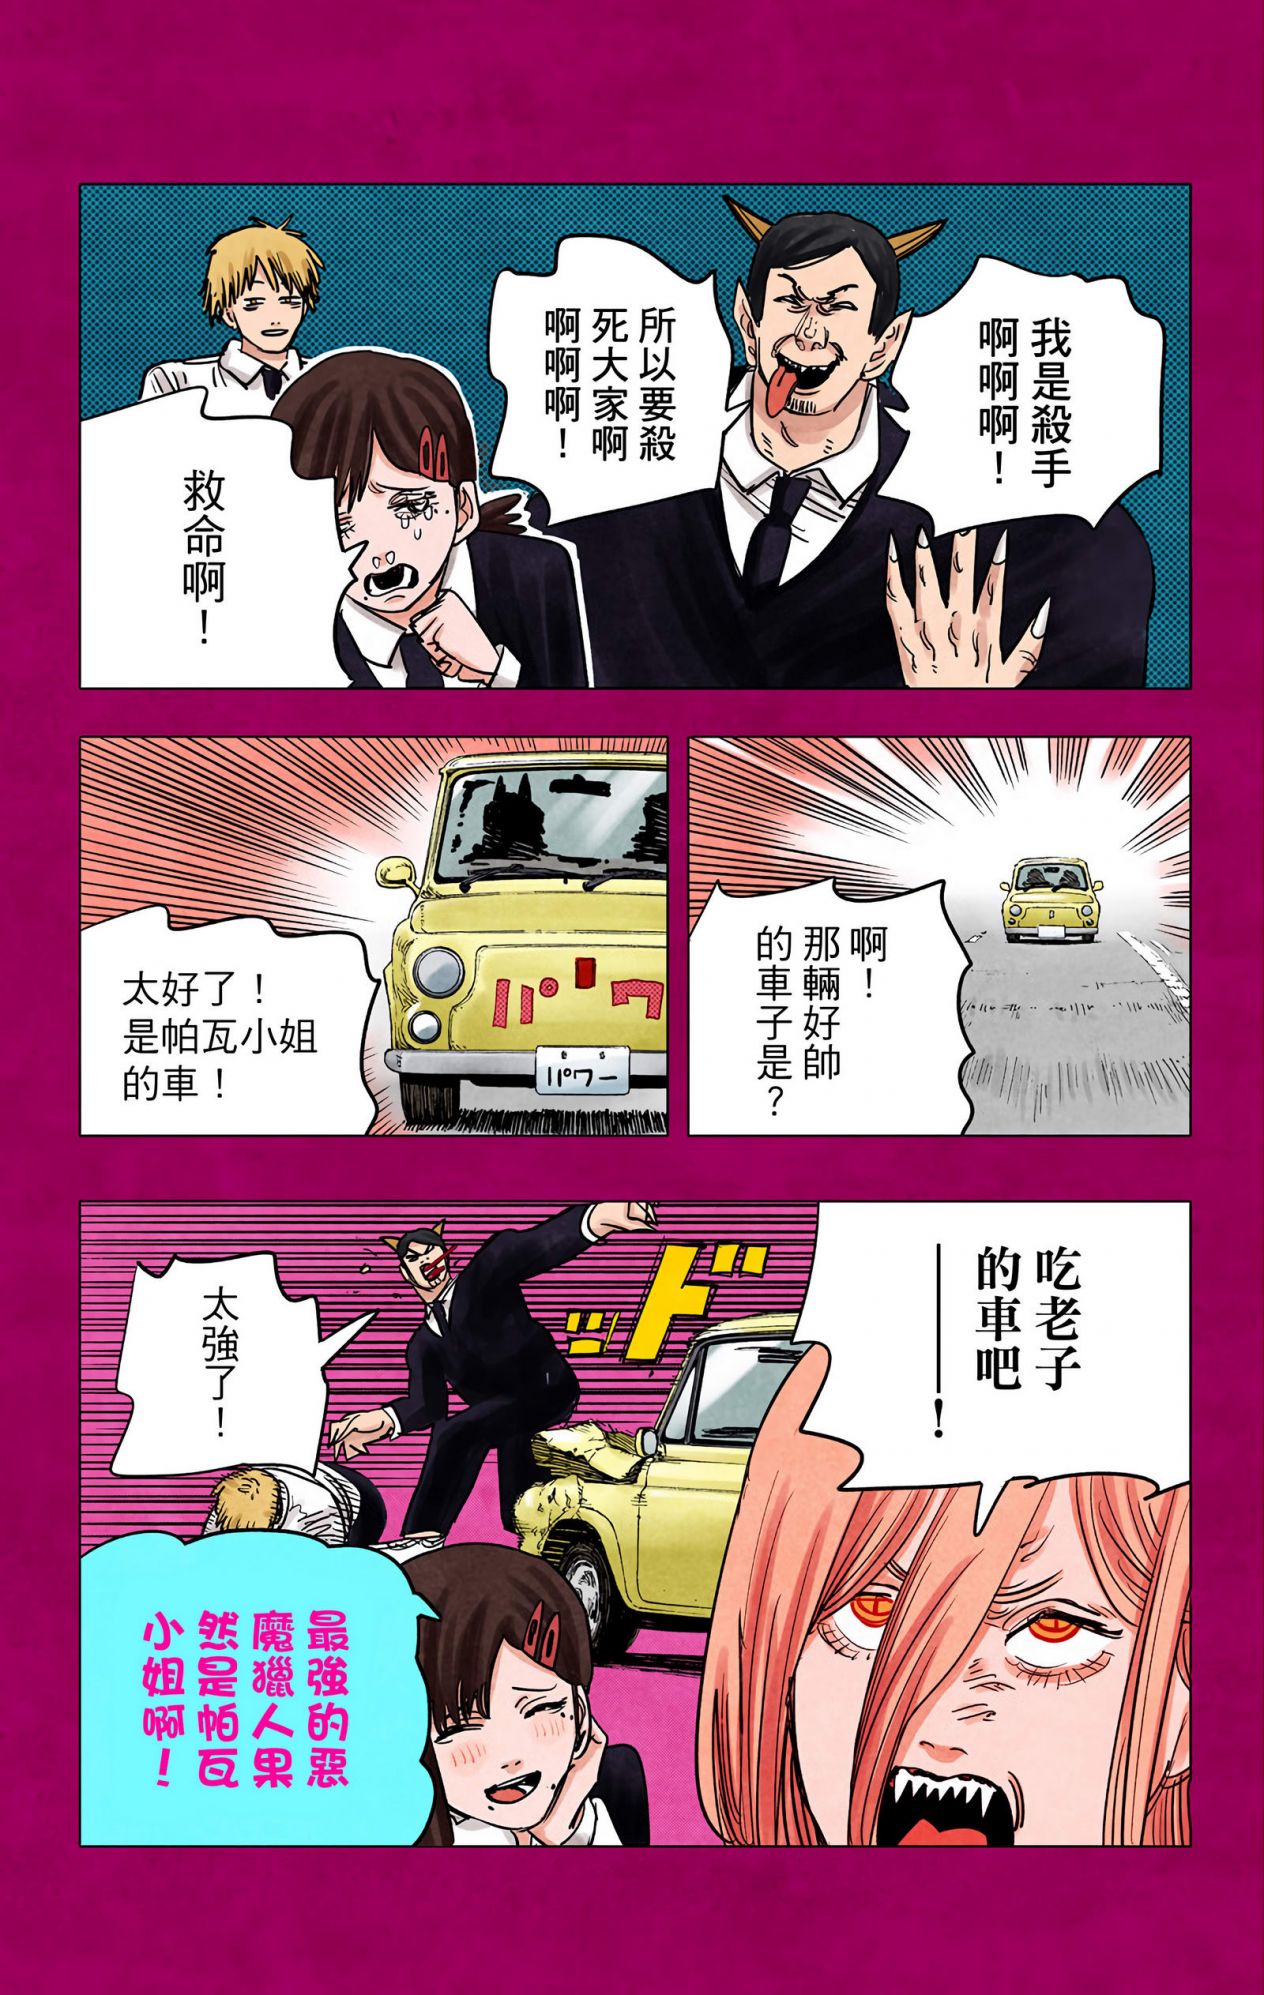 我是殺手
啊啊啊！
所以要殺
死大家啊
啊啊啊！
救命啊！
啊！
那輛好帥
的車子是？
太好了！
是帕瓦小姐
的車！
パワ
パワー
吃老子
的車吧
──！
ドッ
太強了！
最強的惡
魔獵人果
然是帕瓦
小姐啊！